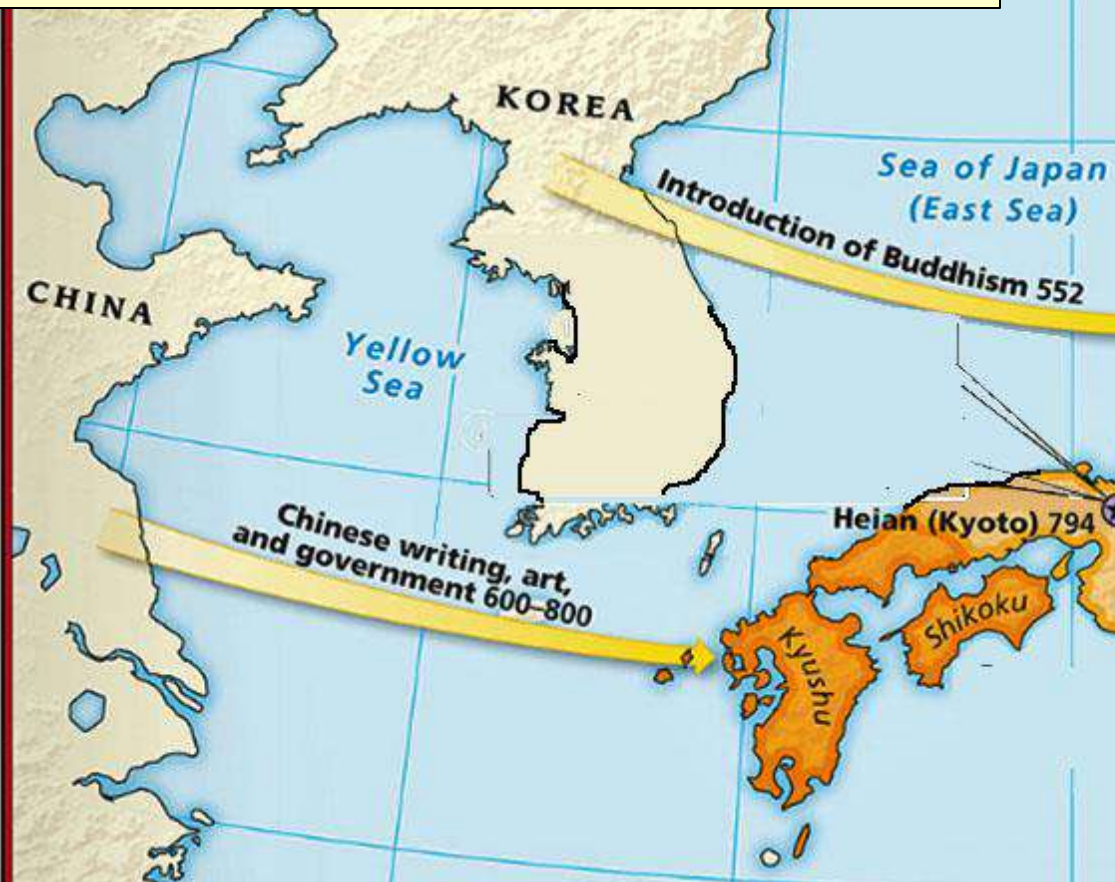 KOREA
Sea of Japan
(East Sea)
Introduction of Buddhism 552
CHINA
Yellow
Sea
Chinese writing, art,
and government 600–800
Heian (Kyoto) 794
Shikoku
Kyushu